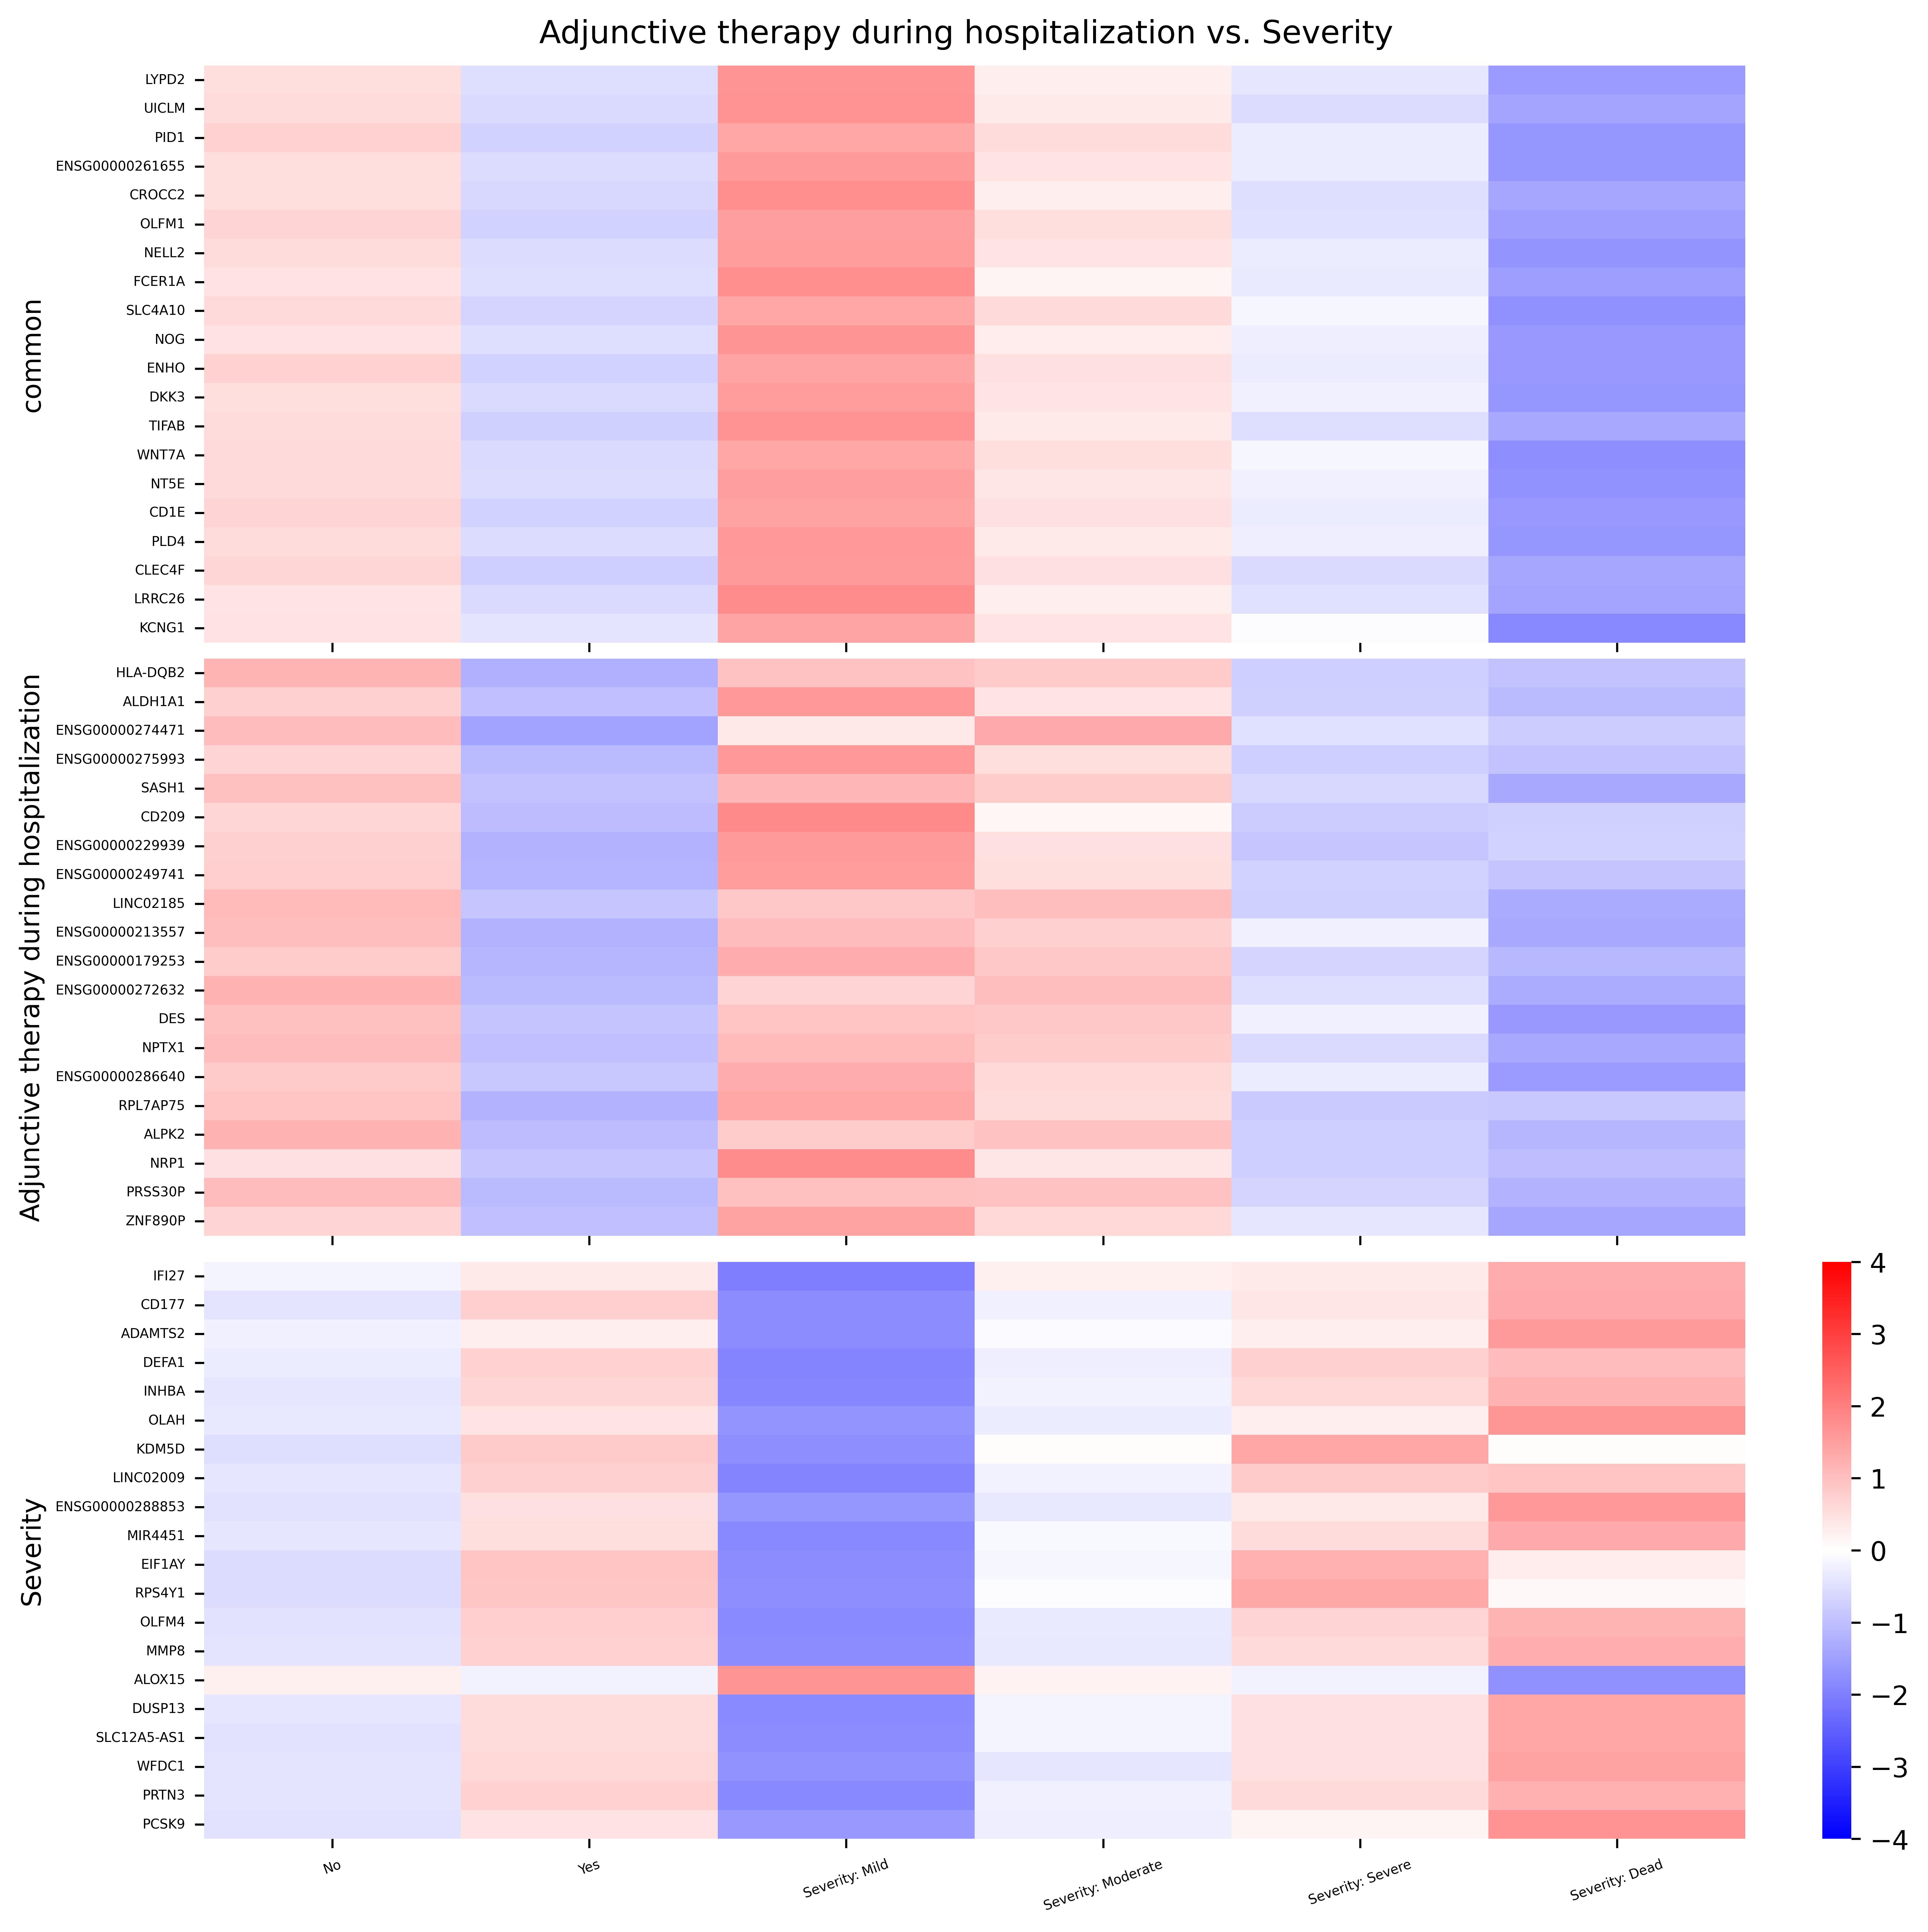 Adjunctive therapy during hospitalization vs. Severity
common
LYPD2
UICLM
PID1
ENSG00000261655
CROCC2
OLFM1
NELL2
FCER1A
SLC4A10
NOG
ENHO
DKK3
TIFAB
WNT7A
NT5E
CD1E
PLD4
CLEC4F
LRRC26
KCNG1
Adjunctive therapy during hospitalization
HLA-DQB2
ALDH1A1
ENSG00000274471
ENSG00000275993
SASH1
CD209
ENSG00000229939
ENSG00000249741
LINC02185
ENSG00000213557
ENSG00000179253
ENSG00000272632
DES
NPTX1
ENSG00000286640
RPL7AP75
ALPK2
NRP1
PRSS30P
ZNF890P
Severity
IFI27
CD177
ADAMTS2
DEFA1
INHBA
OLAH
KDM5D
LINC02009
ENSG00000288853
MIR4451
EIF1AY
RPS4Y1
OLFM4
MMP8
ALOX15
DUSP13
SLC12A5-AS1
WFDC1
PRTN3
PCSK9
No
Yes
Severity: Mild
Severity: Moderate
Severity: Severe
Severity: Dead
4
3
2
1
0
−1
−2
−3
−4